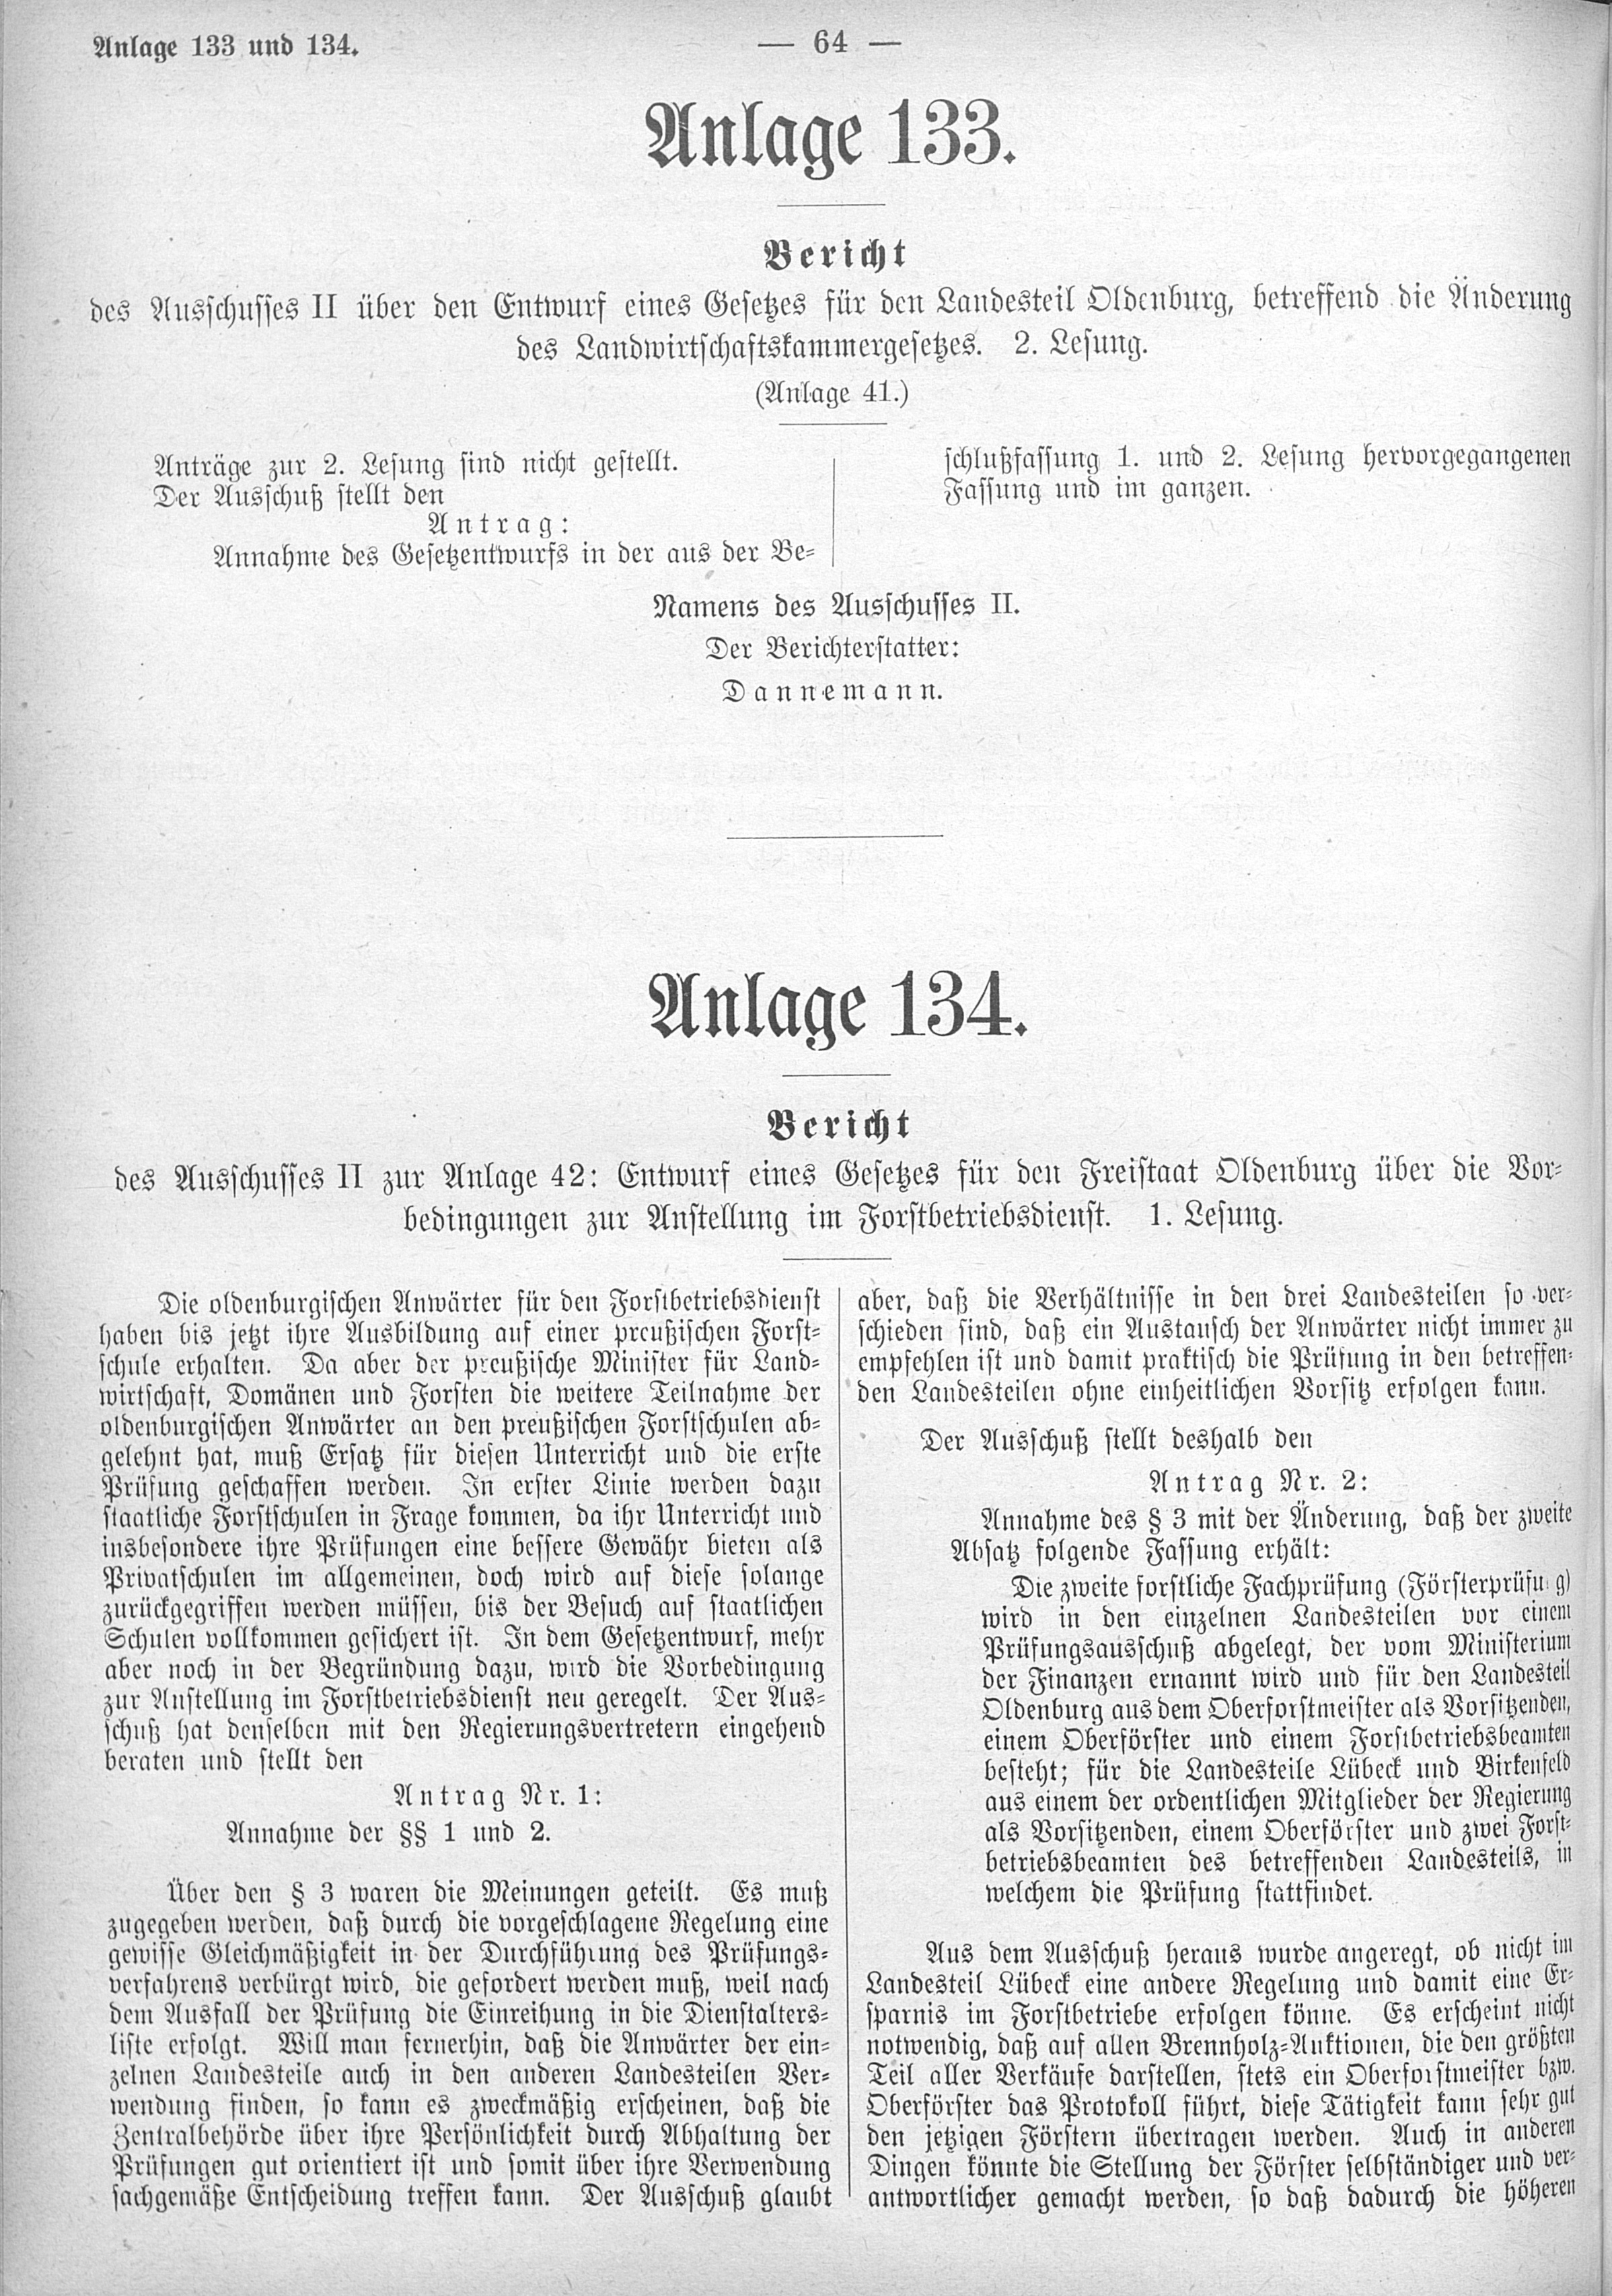 Anlage 133 und 134.
— 64 —
Anlage 133.
Bericht
des Ausschusses II über den Entwurf eines Gesetzes für den Landesteil Oldenburg, betreffend die Änderung
des Landwirtschaftskammergesetzes. 2. Lesung.
(Anlage 41.)
Anträge zur 2. Lesung sind nicht gestellt.
Der Ausschuß stellt den
Antrag:
Annahme des Gesetzentwurfs in der aus der Be-
schlußfassung 1. und 2. Lesung hervorgegangenen
Fassung und im ganzen.
Namens des Ausschusses II.
Der Berichterstatter:
Dannemann.
Anlage 134.
Bericht
des Ausschusses II zur Anlage 42: Entwurf eines Gesetzes für den Freistaat Oldenburg über die Vor-
bedingungen zur Anstellung im Forstbetriebsdienst. 1. Lesung.
Die oldenburgischen Anwärter für den Forstbetriebsdienst
haben bis jetzt ihre Ausbildung auf einer preußischen Forst-
schule erhalten. Da aber der preußische Minister für Land-
wirtschaft, Domänen und Forsten die weitere Teilnahme der
oldenburgischen Anwärter an den preußischen Forstschulen ab-
gelehnt hat, muß Ersatz für diesen Unterricht und die erste
Prüfung geschaffen werden. In erster Linie werden dazu
staatliche Forstschulen in Frage kommen, da ihr Unterricht und
insbesondere ihre Prüfungen eine bessere Gewähr bieten als
Privatschulen im allgemeinen, doch wird auf diese solange
zurückgegriffen werden müssen, bis der Besuch auf staatlichen
Schulen vollkommen gesichert ist. In dem Gesetzentwurf, mehr
aber noch in der Begründung dazu, wird die Vorbedingung
zur Anstellung im Forstbetriebsdienst neu geregelt. Der Aus-
schuß hat denselben mit den Regierungsvertretern eingehend
beraten und stellt den
Antrag Nr. 1:
Annahme der §§ 1 und 2.
Über den § 3 waren die Meinungen geteilt. Es muß
zugegeben werden, daß durch die vorgeschlagene Regelung eine
gewisse Gleichmäßigkeit in der Durchführung des Prüfungs-
verfahrens verbürgt wird, die gefordert werden muß, weil nach
dem Ausfall der Prüfung die Einreihung in die Dienstalters-
liste erfolgt. Will man fernerhin, daß die Anwärter der ein-
zelnen Landesteile auch in den anderen Landesteilen Ver-
wendung finden, so kann es zweckmäßig erscheinen, daß die
Zentralbehörde über ihre Persönlichkeit durch Abhaltung der
Prüfungen gut orientiert ist und somit über ihre Verwendung
sachgemäße Entscheidung treffen kann. Der Ausschuß glaubt
aber, daß die Verhältnisse in den drei Landesteilen so ver-
schieden sind, daß ein Austausch der Anwärter nicht immer zu
empfehlen ist und damit praktisch die Prüfung in den betreffen-
den Landesteilen ohne einheitlichen Vorsitz erfolgen kann.
Der Ausschuß stellt deshalb den
Antrag Nr. 2:
Annahme des § 3 mit der Änderung, daß der zweite
Absatz folgende Fassung erhält:
Die zweite forstliche Fachprüfung (Försterprüfung)
wird in den einzelnen Landesteilen vor einem
Prüfungsausschuß abgelegt, der vom Ministerium
der Finanzen ernannt wird und für den Landesteil
Oldenburg aus dem Oberforstmeister als Vorsitzenden,
einem Oberförster und einem Forstbetriebsbeamten
besteht; für die Landesteile Lübeck und Birkenfeld
aus einem der ordentlichen Mitglieder der Regierung
als Vorsitzenden, einem Oberförster und zwei Forst-
betriebsbeamten des betreffenden Landesteils, in
welchem die Prüfung stattfindet.
Aus dem Ausschuß heraus wurde angeregt, ob nicht im
Landesteil Lübeck eine andere Regelung und damit eine Er-
sparnis im Forstbetriebe erfolgen könne. Es erscheint nicht
notwendig, daß auf allen Brennholz-Auktionen, die den größten
Teil aller Verkäufe darstellen, stets ein Oberforstmeister bzw.
Oberförster das Protokoll führt, diese Tätigkeit kann sehr gut
den jetzigen Förstern übertragen werden. Auch in anderen
Dingen könnte die Stellung der Förster selbständiger und ver-
antwortlicher gemacht werden, so daß dadurch die höheren